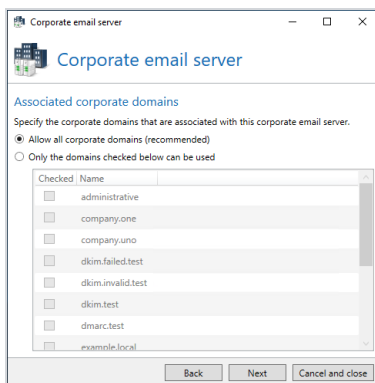 Corporate email server
Corporate email server
Associated corporate domains
Specify the corporate domains that are associated with this corporate email server.
Allow all corporate domains (recommended)
Only the domains checked below can be used
Checked Name
administrative
company.one
company.uno
dkim.failed.test
dkim.invalid.test
dkim.test
dmarc.test
example.local
Back Next Cancel and close